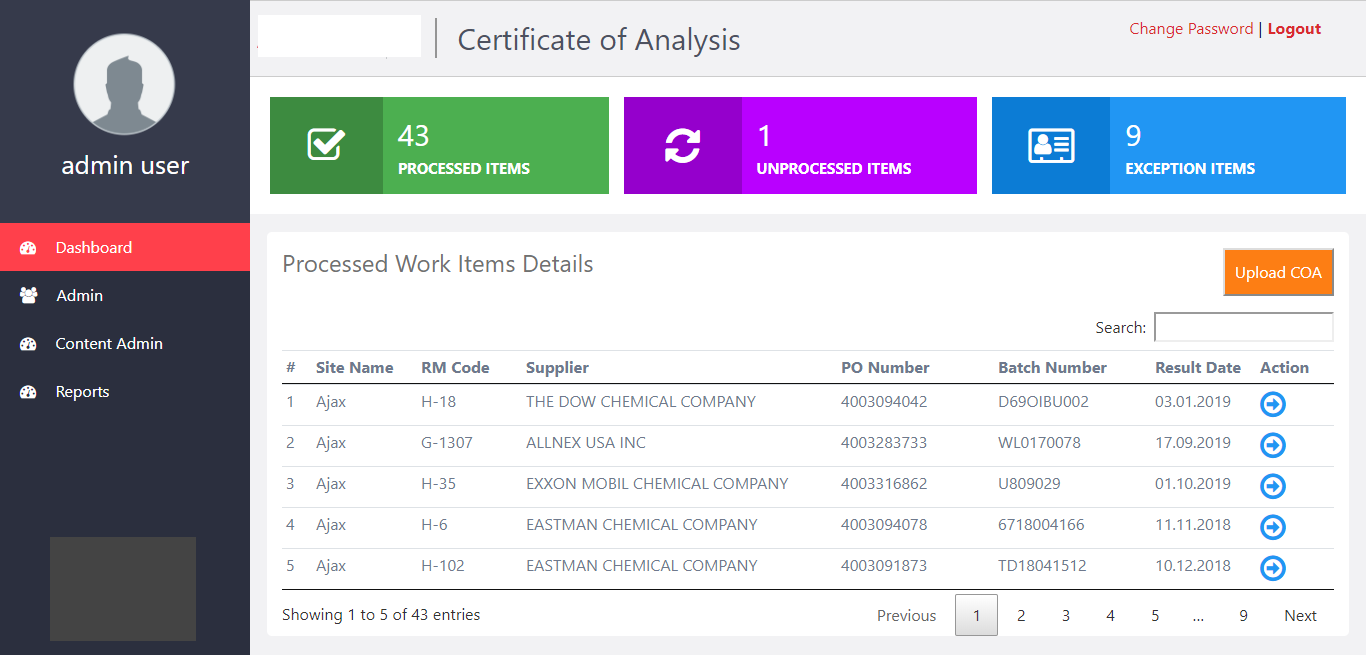 Certificate of Analysis
Change Password | Logout
admin user
Dashboard
Admin
Content Admin
Reports
43
PROCESSED ITEMS
1
UNPROCESSED ITEMS
9
EXCEPTION ITEMS
Processed Work Items Details
Upload COA
Search:
# Site Name RM Code Supplier PO Number Batch Number Result Date Action
1 Ajax H-18 THE DOW CHEMICAL COMPANY 4003094042 D69OIBU002 03.01.2019
2 Ajax G-1307 ALLNEX USA INC 4003283733 WL0170078 17.09.2019
3 Ajax H-35 EXXON MOBIL CHEMICAL COMPANY 4003316862 U809029 01.10.2019
4 Ajax H-6 EASTMAN CHEMICAL COMPANY 4003094078 6718004166 11.11.2018
5 Ajax H-102 EASTMAN CHEMICAL COMPANY 4003091873 TD18041512 10.12.2018
Showing 1 to 5 of 43 entries
Previous 1 2 3 4 5 ... 9 Next